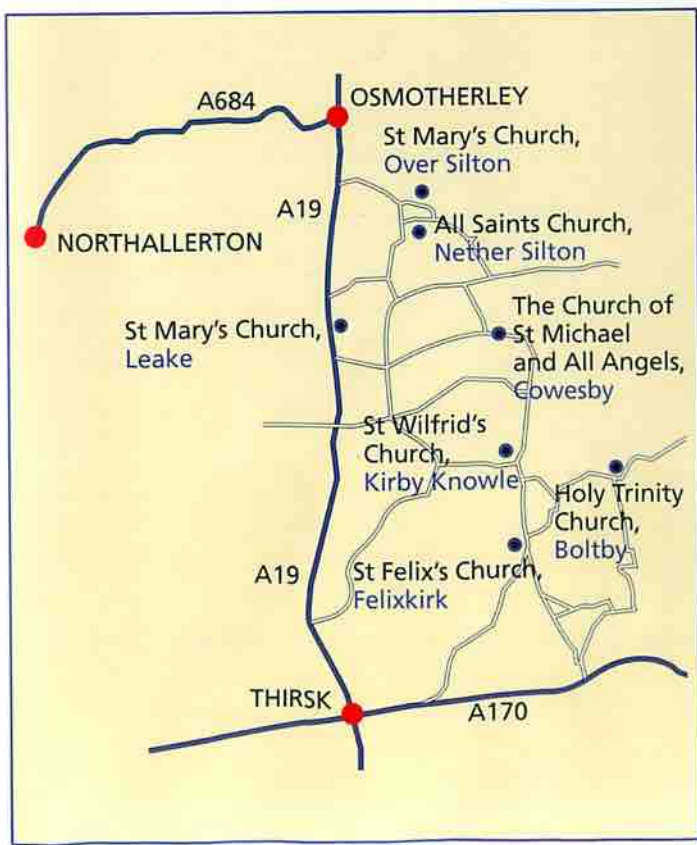 A684
OSMOTHERLEY
St Mary's Church,
Over Silton
A19
All Saints Church,
Nether Silton
NORTHALLERTON
St Mary's Church,
Leake
The Church of
St Michael
and All Angels,
Cowesby
St Wilfrid's
Church,
Kirby Knowle
Holy Trinity
Church,
Boltby
A19
St Felix's Church,
Felixkirk
THIRSK
A170